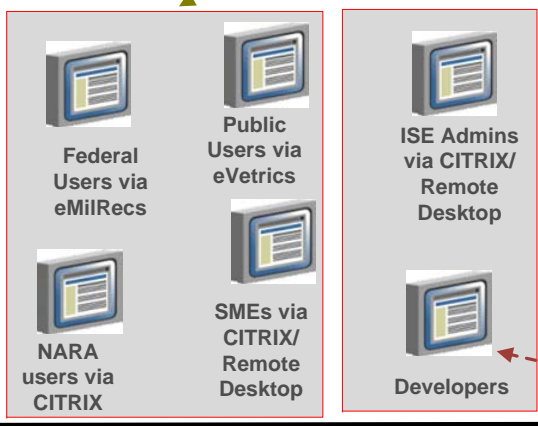 Federal
Users via
eMilRecs
Public
Users via
eVetrics
NARA
users via
CITRIX
SMEs via
CITRIX/
Remote
Desktop
ISE Admins
via CITRIX/
Remote
Desktop
Developers